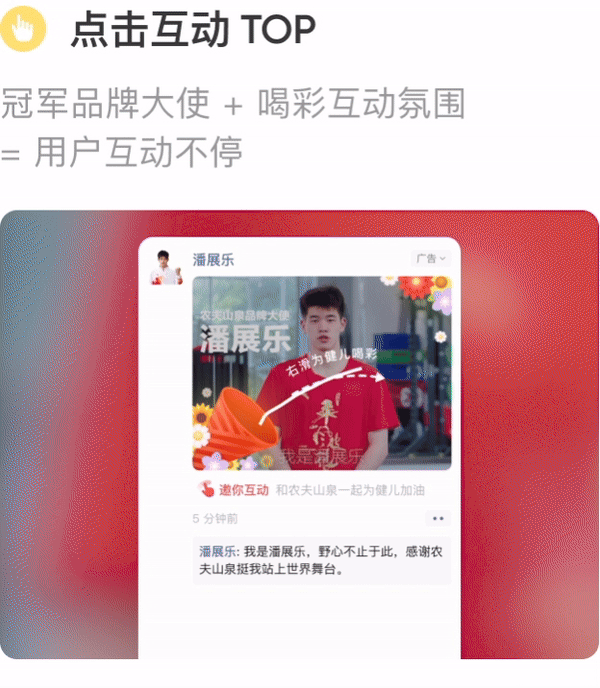 点击互动 TOP
冠军品牌大使 + 喝彩互动氛围
= 用户互动不停
潘展乐
广告
农夫山泉品牌大使
潘展乐
右滑为健儿喝彩
我是潘展乐
邀你互动 和农夫山泉一起为健儿加油
5 分钟前
潘展乐: 我是潘展乐，野心不止于此，感谢农
夫山泉挺我站上世界舞台。